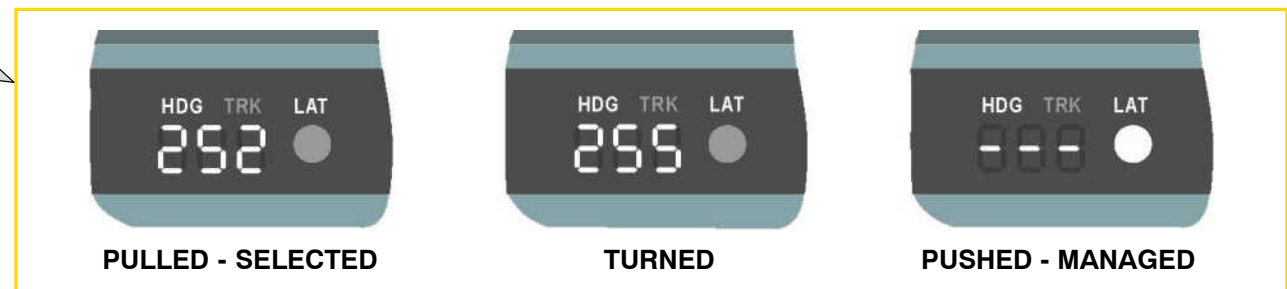 HDG TRK LAT
252
PULLED - SELECTED
HDG TRK LAT
255
TURNED
HDG TRK LAT
---
PUSHED - MANAGED